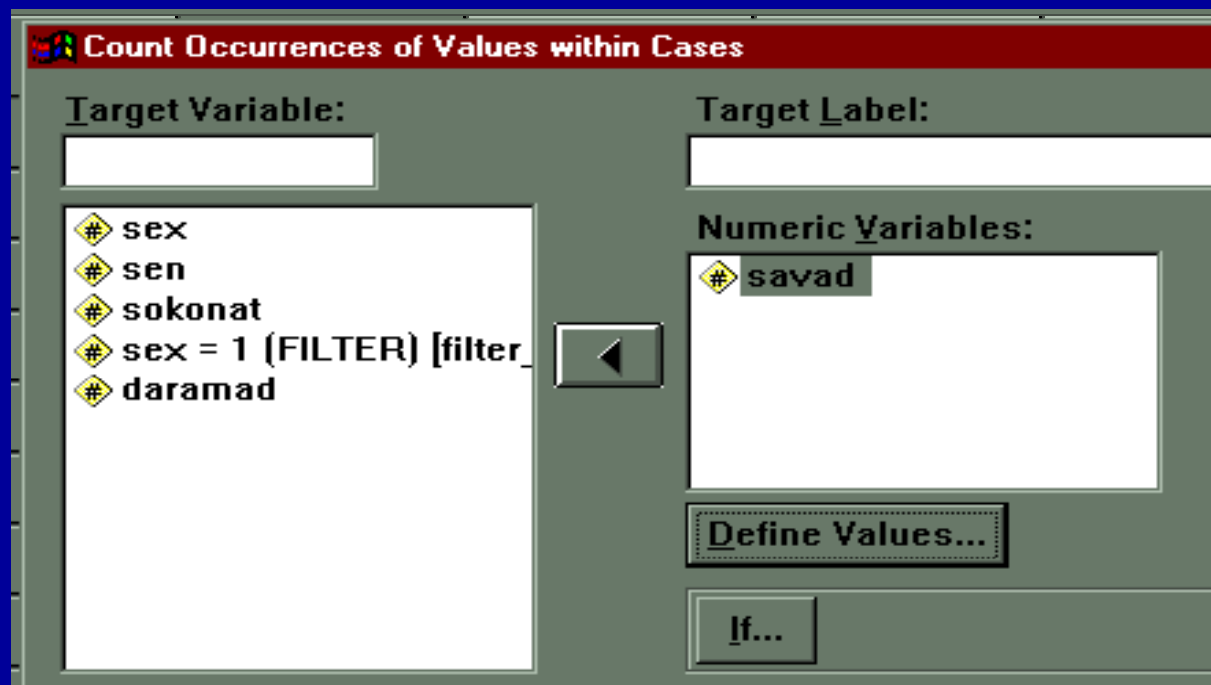 Count Occurrences of Values within Cases
Target Variable:
Target Label:
sex
sen
sokonat
sex = 1 (FILTER) [filter_
daramad
Numeric Variables:
savad
Define Values...
If...